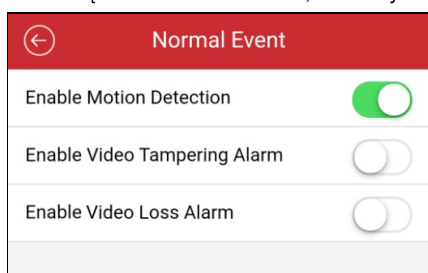 Normal Event
Enable Motion Detection
Enable Video Tampering Alarm
Enable Video Loss Alarm